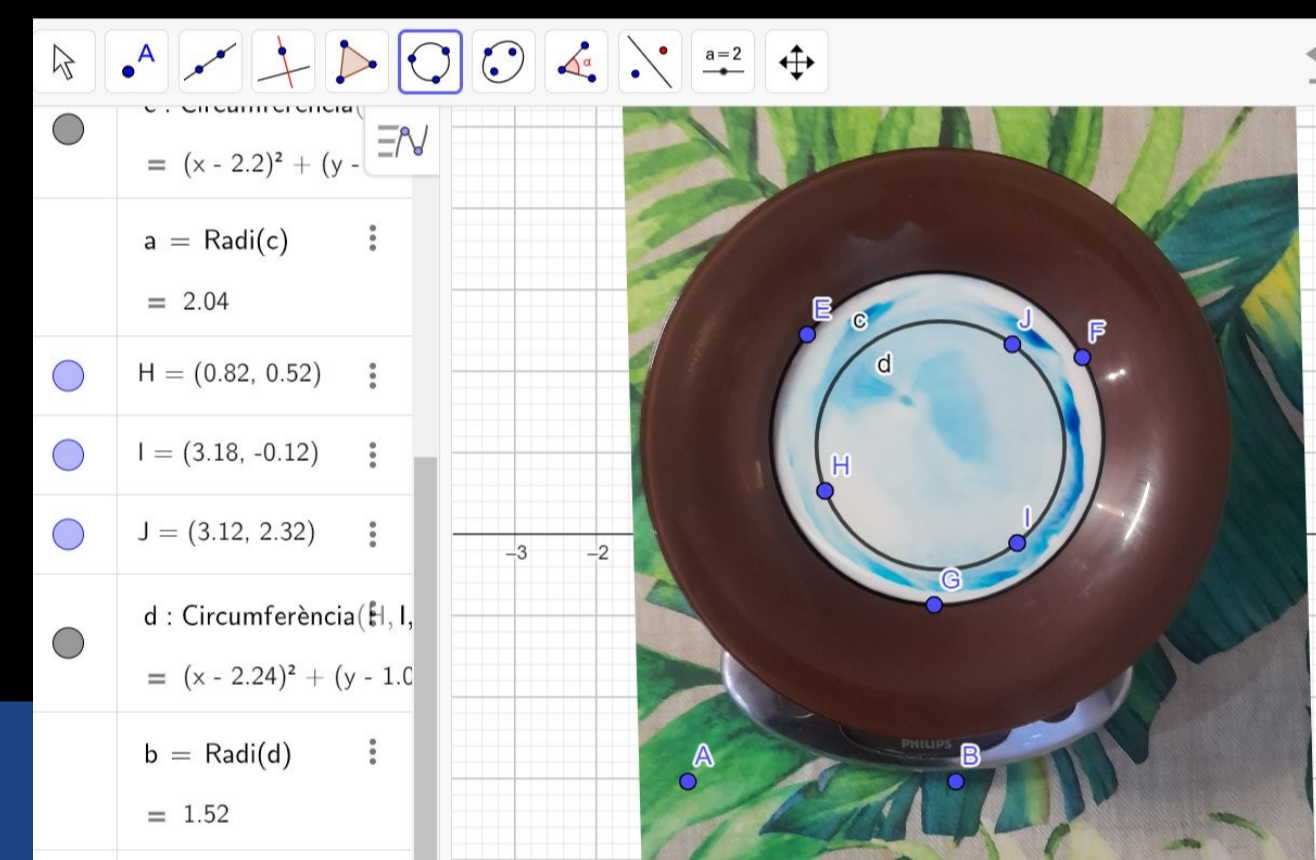 A
α
a = 2
c : Circumferència(
= (x - 2.2)² + (y -
a = Radi(c)
= 2.04
H = (0.82, 0.52)
I = (3.18, -0.12)
J = (3.12, 2.32)
d : Circumferència(H, I,
= (x - 2.24)² + (y - 1.0
b = Radi(d)
= 1.52
E
c
J
F
d
H
I
G
–3
–2
PHILIPS
A
B